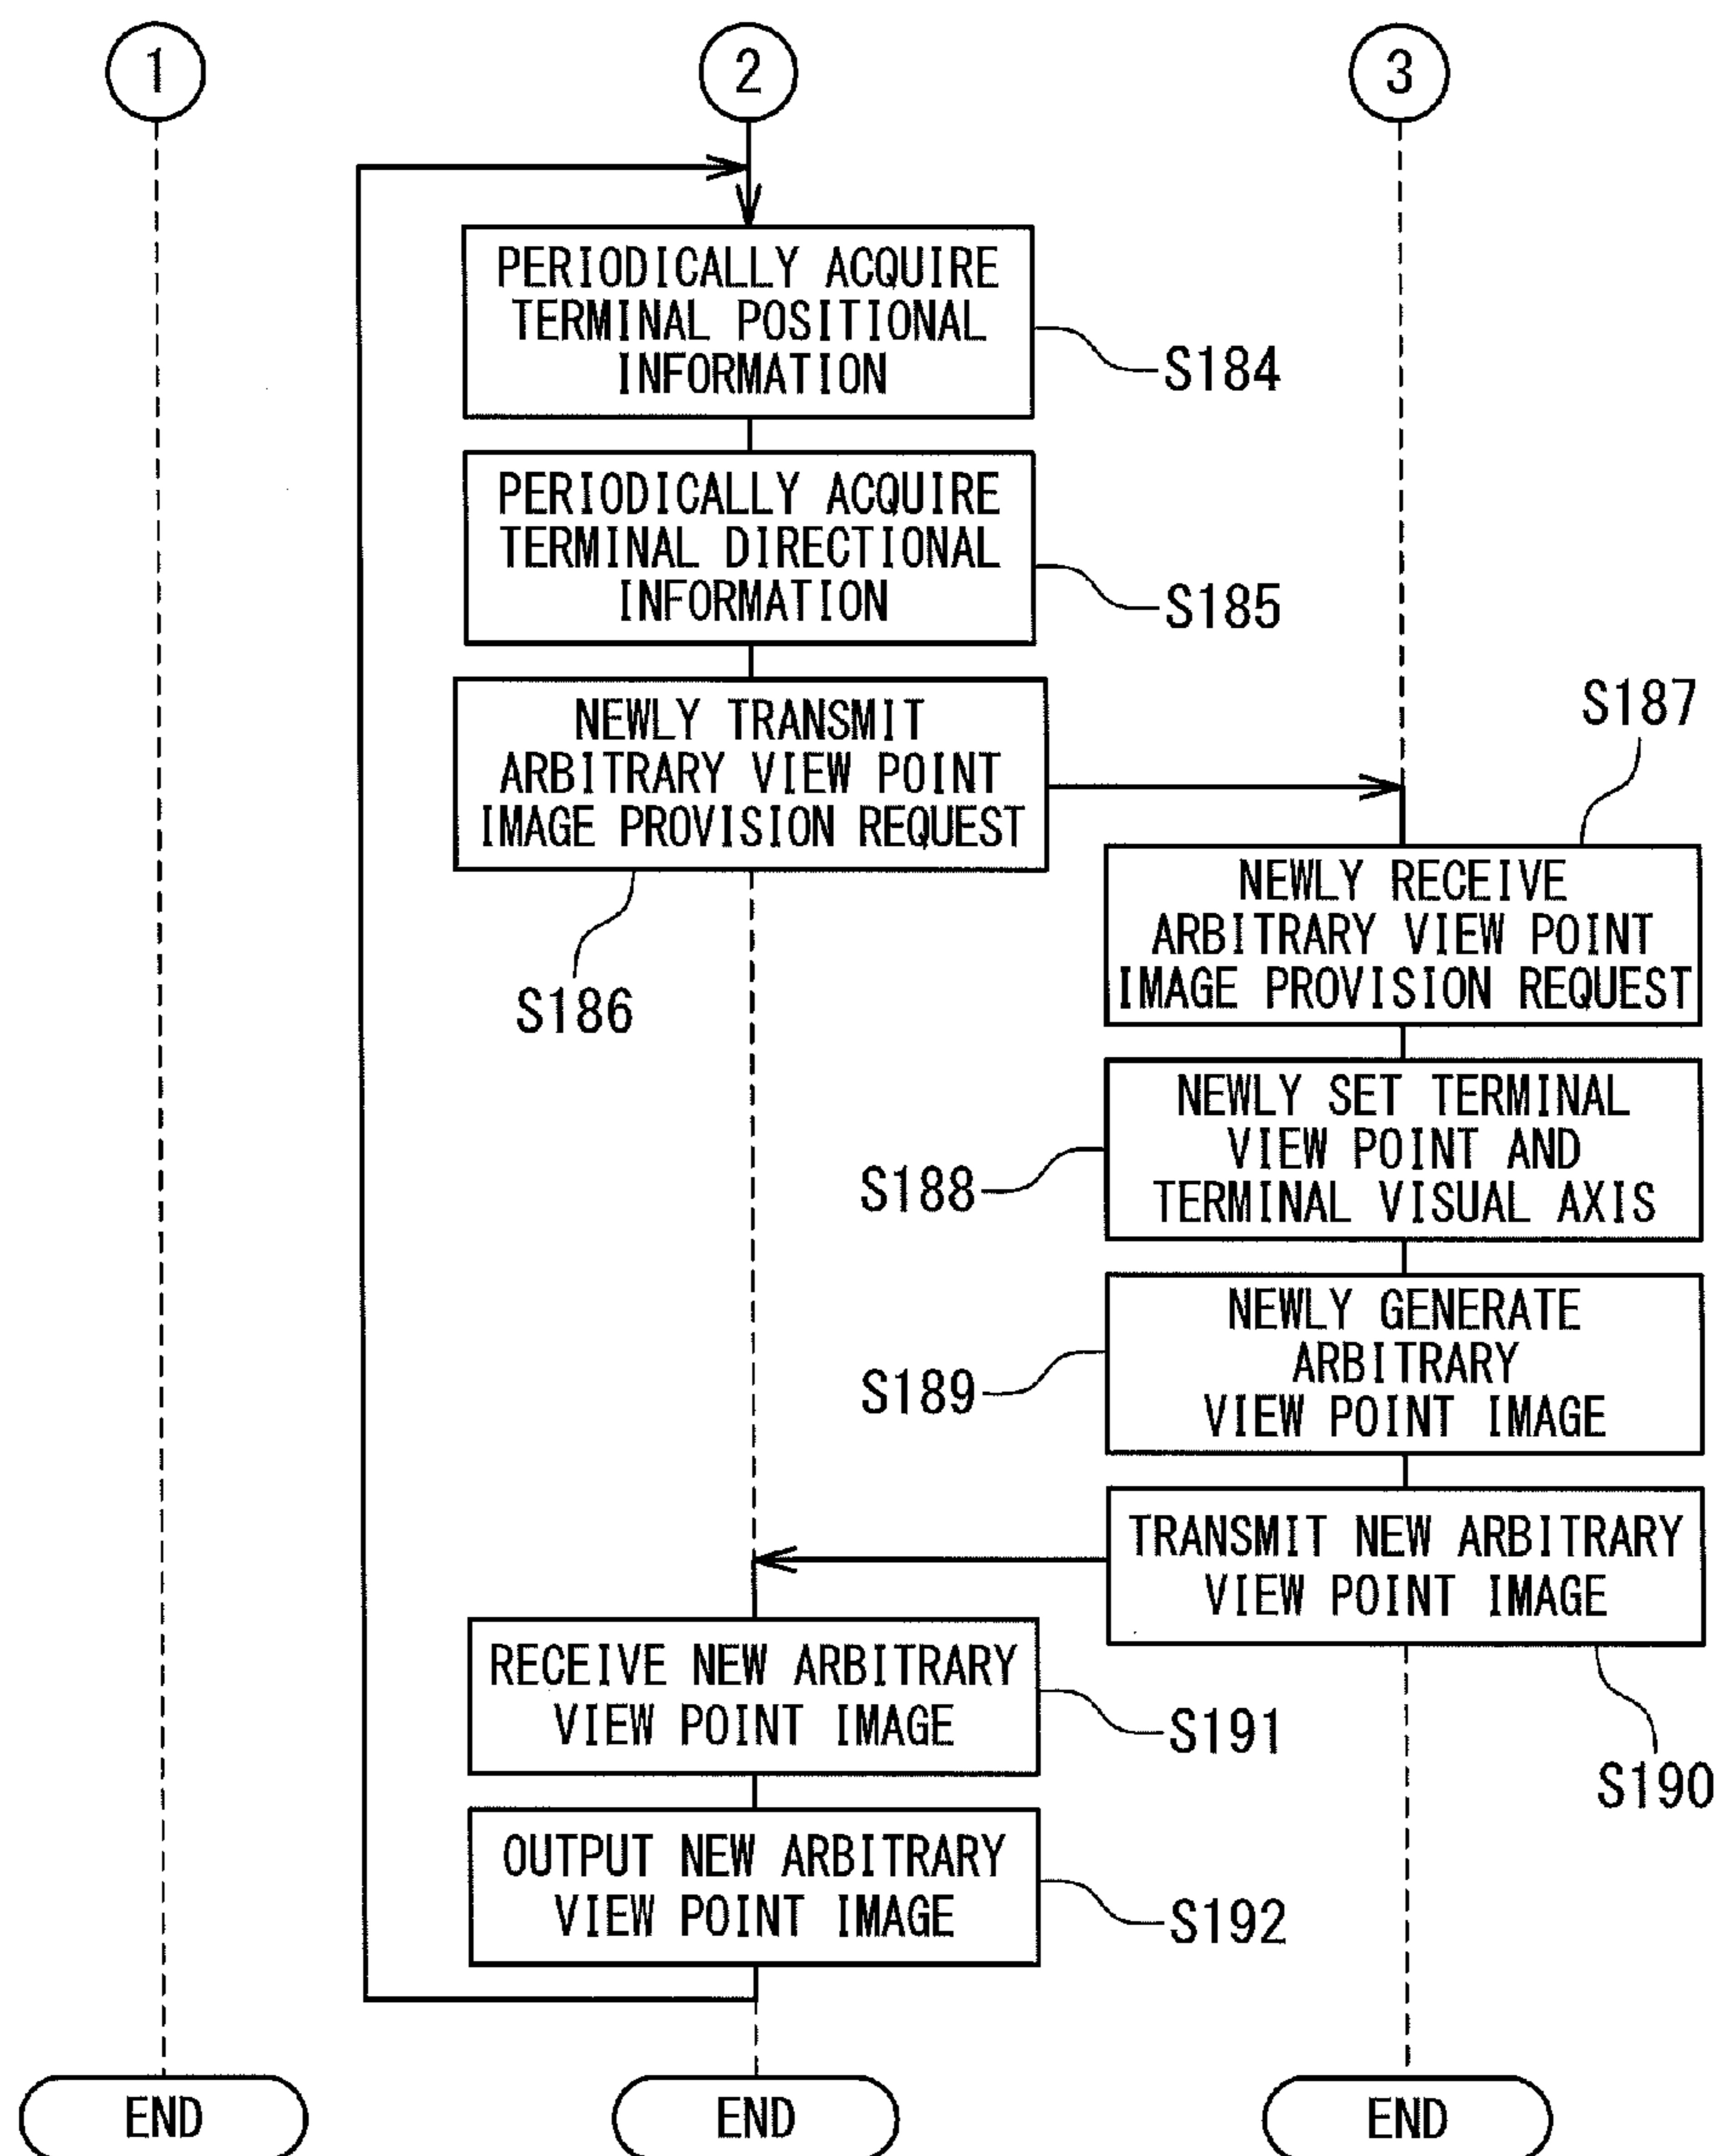 1
2
3
PERIODICALLY ACQUIRE
TERMINAL POSITIONAL
INFORMATION
S184
PERIODICALLY ACQUIRE
TERMINAL DIRECTIONAL
INFORMATION
S185
NEWLY TRANSMIT
ARBITRARY VIEW POINT
IMAGE PROVISION REQUEST
S186
S187
NEWLY RECEIVE
ARBITRARY VIEW POINT
IMAGE PROVISION REQUEST
NEWLY SET TERMINAL
VIEW POINT AND
TERMINAL VISUAL AXIS
S188
NEWLY GENERATE
ARBITRARY
VIEW POINT IMAGE
S189
TRANSMIT NEW ARBITRARY
VIEW POINT IMAGE
S190
RECEIVE NEW ARBITRARY
VIEW POINT IMAGE
S191
OUTPUT NEW ARBITRARY
VIEW POINT IMAGE
S192
END
END
END